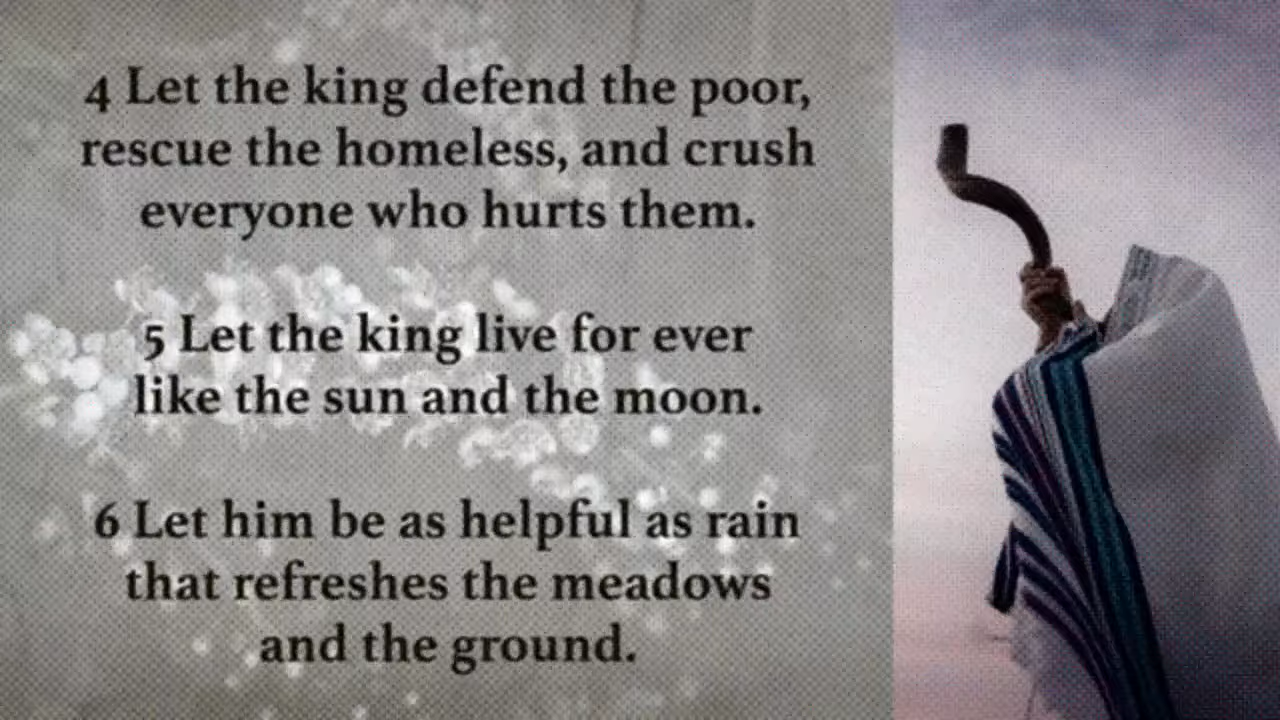 4 Let the king defend the poor,
rescue the homeless, and crush
everyone who hurts them.
5 Let the king live for ever
like the sun and the moon.
6 Let him be as helpful as rain
that refreshes the meadows
and the ground.